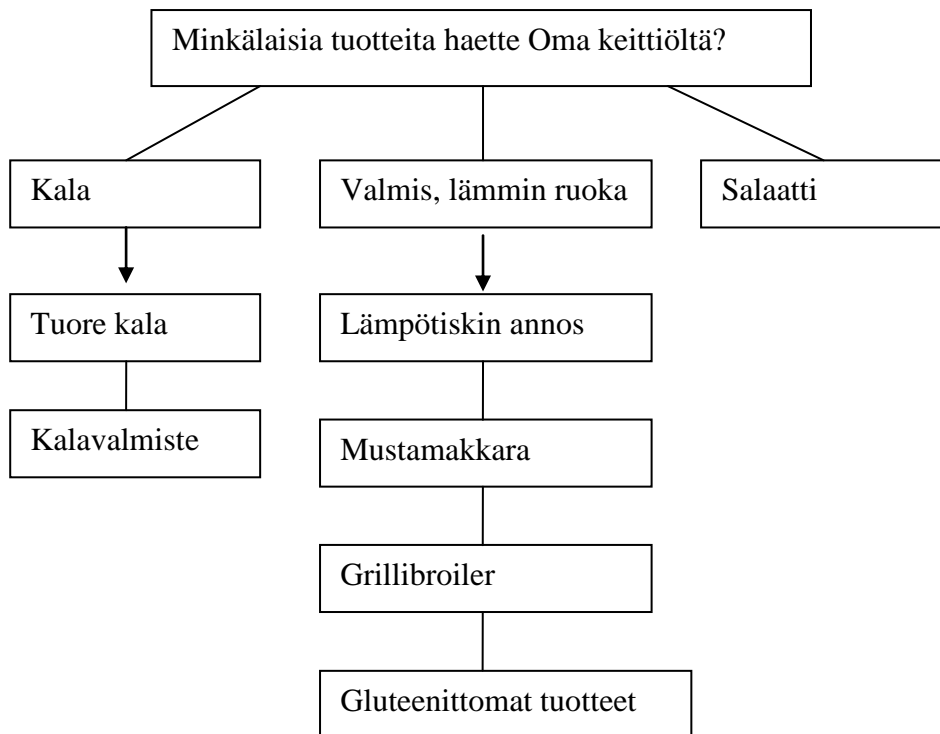 Minkälaisia tuotteita haette Oma keittiöltä?
Kala
Valmis, lämmin ruoka
Salaatti
Tuore kala
Lämpötiskin annos
Kalavalmiste
Mustamakkara
Grillibroiler
Gluteenittomat tuotteet